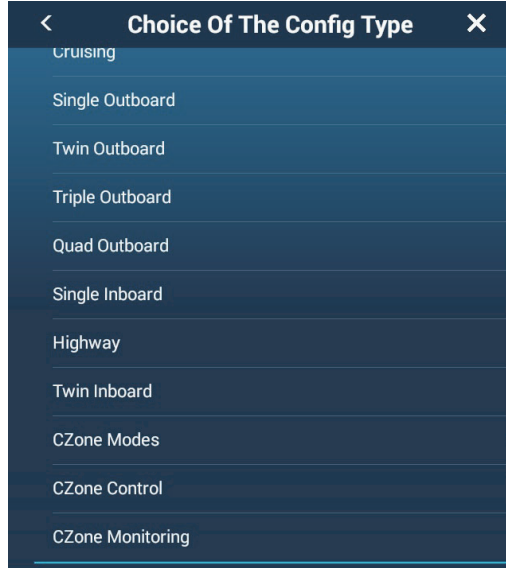 Choice Of The Config Type
Cruising
Single Outboard
Twin Outboard
Triple Outboard
Quad Outboard
Single Inboard
Highway
Twin Inboard
CZone Modes
CZone Control
CZone Monitoring